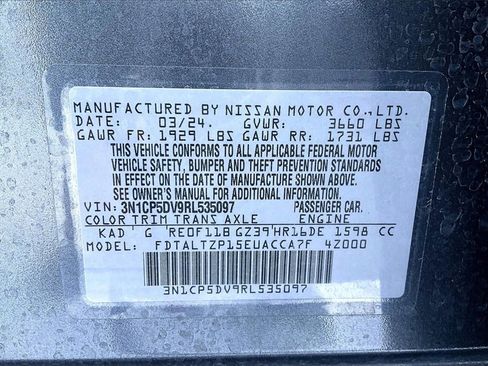 MANUFACTURED BY NISSAN MOTOR CO.,LTD.
DATE: 03/24. GVWR: 3660 LBS
GAWR FR: 1929 LBS GAWR RR: 1731 LBS
THIS VEHICLE CONFORMS TO ALL APPLICABLE FEDERAL MOTOR
VEHICLE SAFETY, BUMPER AND THEFT PREVENTION STANDARDS
IN EFFECT ON THE DATE OF MANUFACTURE SHOWN ABOVE.
SEE OWNER'S MANUAL FOR ADDITIONAL INFORMATION.
VIN: 3N1CP5DV9RL535097 PASSENGER CAR.
COLOR TRIM TRANS AXLE ENGINE
KAD G RE0F11B GZ39 HR16DE 1598 CC
MODEL: FDTALTZP15EUACCA7F 4Z000
3N1CP5DV9RL535097